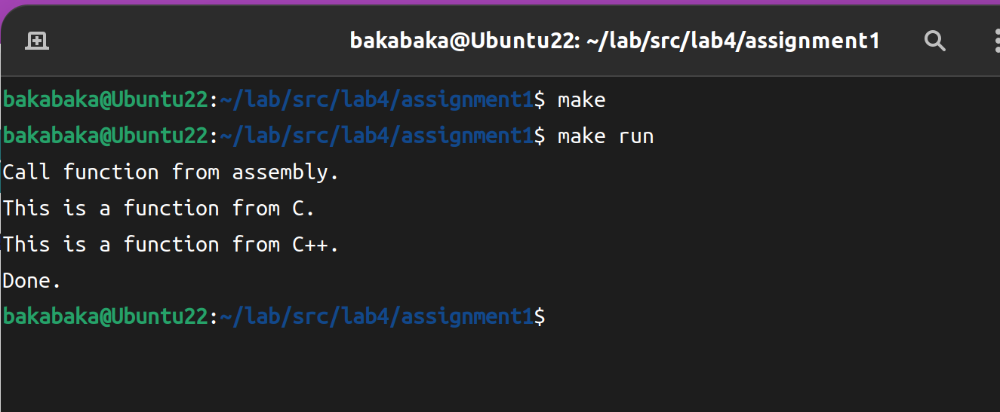 bakabaka@Ubuntu22: ~/lab/src/lab4/assignment1
bakabaka@Ubuntu22:~/lab/src/lab4/assignment1$ make
bakabaka@Ubuntu22:~/lab/src/lab4/assignment1$ make run
Call function from assembly.
This is a function from C.
This is a function from C++.
Done.
bakabaka@Ubuntu22:~/lab/src/lab4/assignment1$